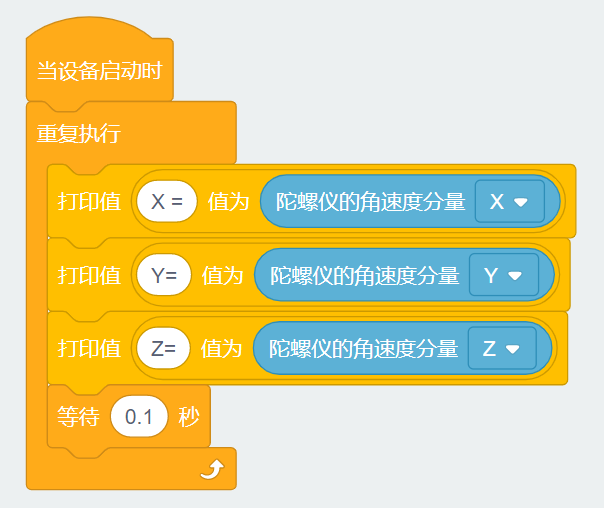 当设备启动时
重复执行
打印值 X = 值为 陀螺仪的角速度分量 X
打印值 Y= 值为 陀螺仪的角速度分量 Y
打印值 Z= 值为 陀螺仪的角速度分量 Z
等待 0.1 秒